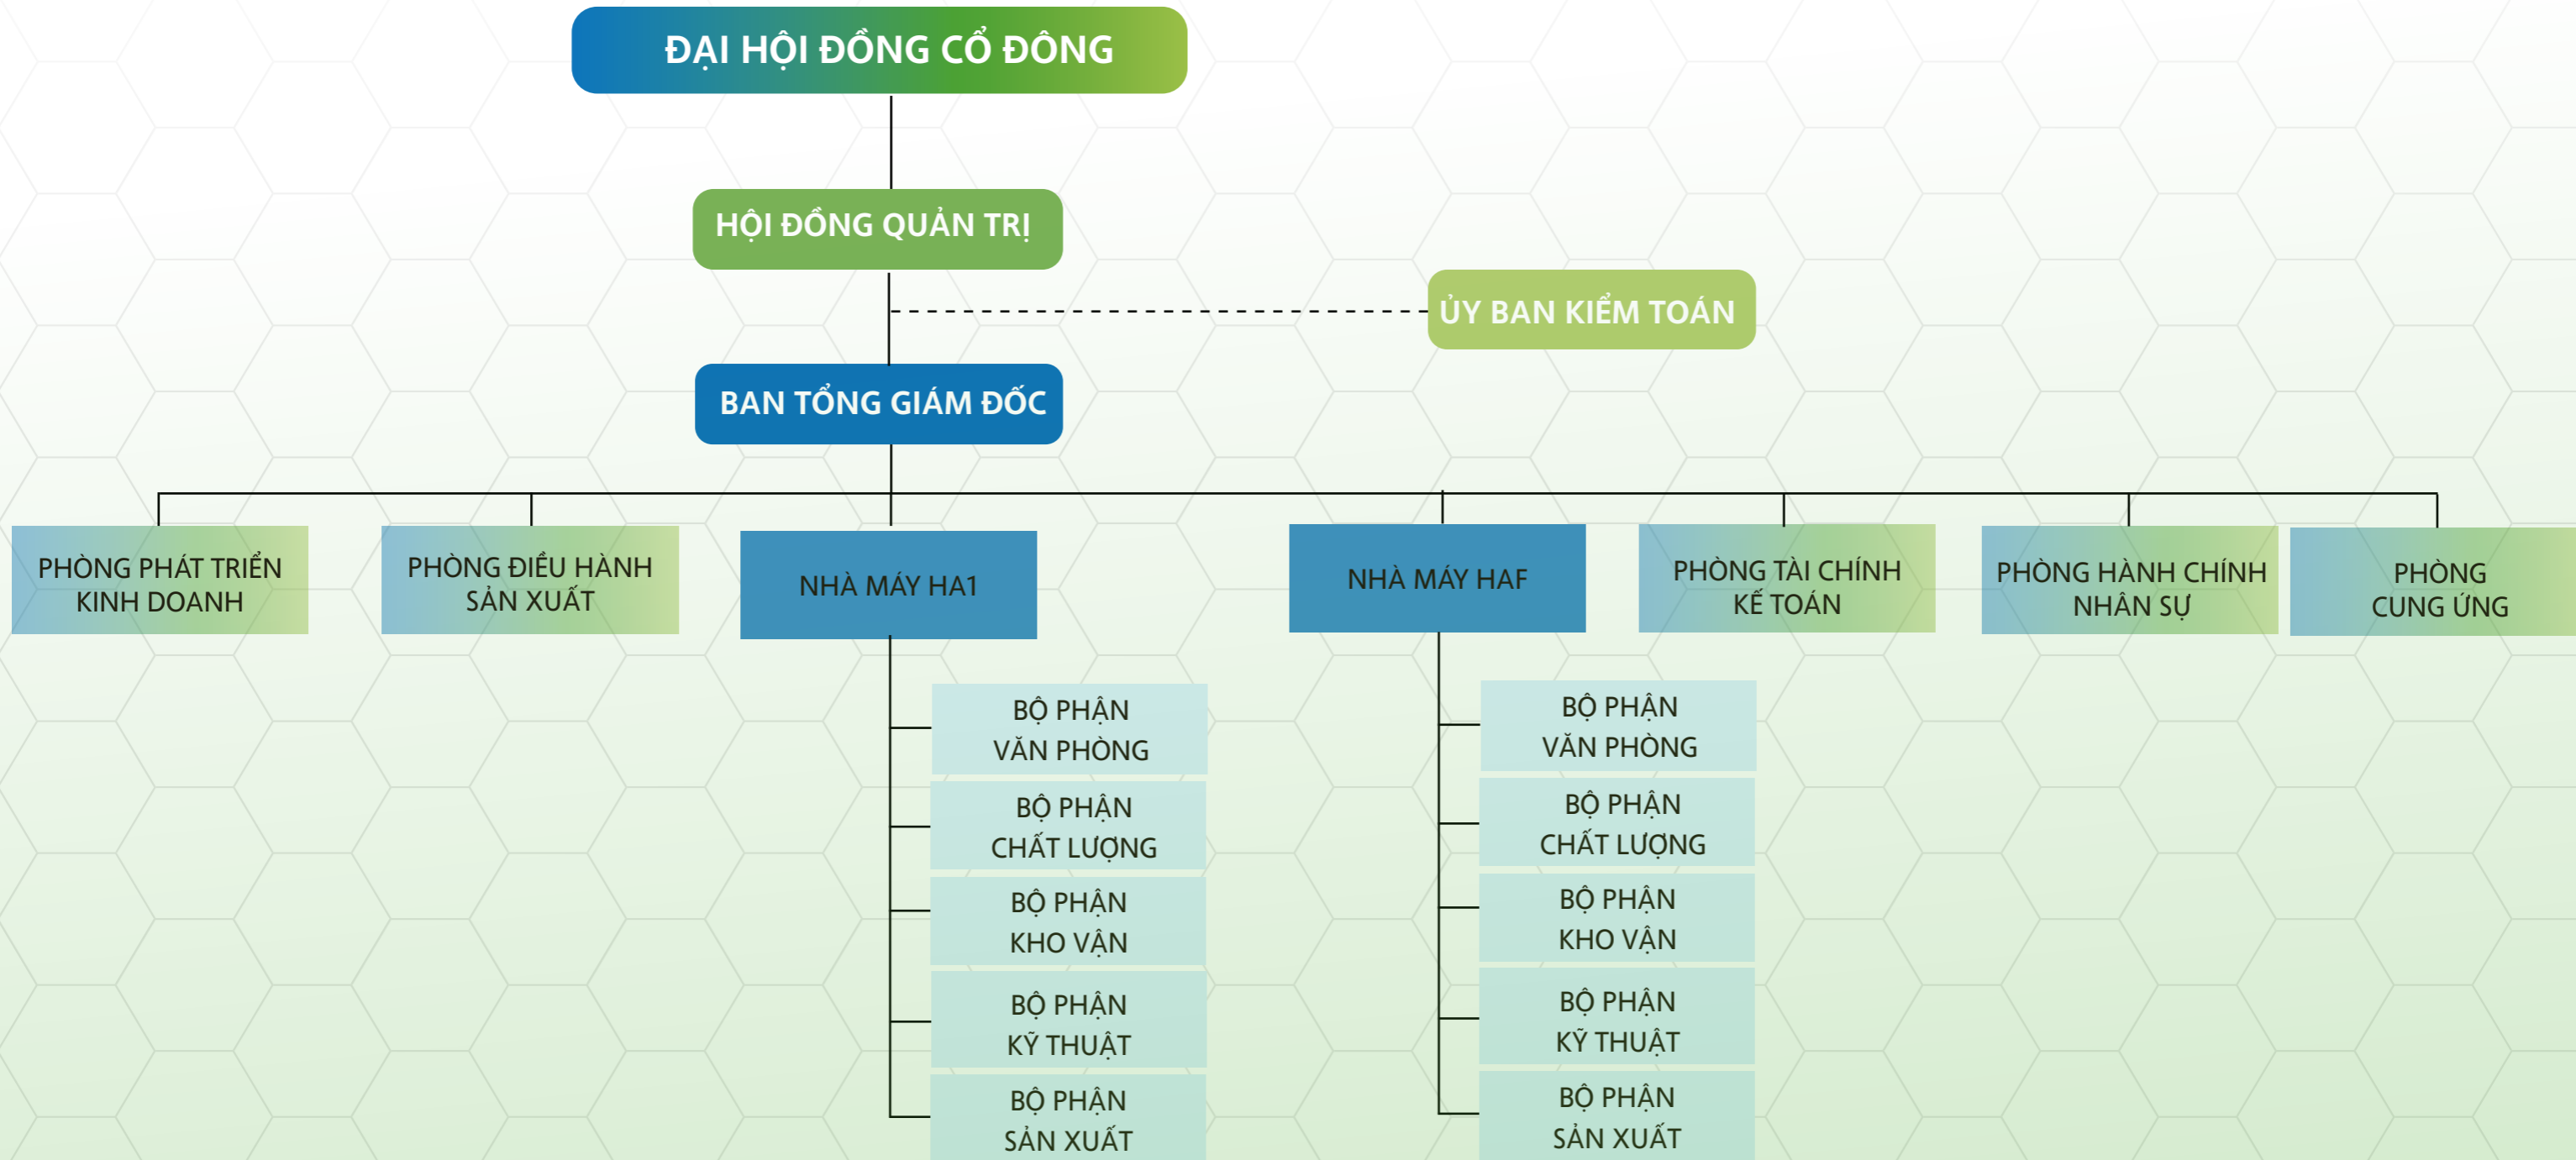 ĐẠI HỘI ĐỒNG CỔ ĐÔNG
HỘI ĐỒNG QUẢN TRỊ
ỦY BAN KIỂM TOÁN
BAN TỔNG GIÁM ĐỐC
PHÒNG PHÁT TRIỂN
KINH DOANH
PHÒNG ĐIỀU HÀNH
SẢN XUẤT
NHÀ MÁY HA1
NHÀ MÁY HAF
PHÒNG TÀI CHÍNH
KẾ TOÁN
PHÒNG HÀNH CHÍNH
NHÂN SỰ
PHÒNG
CUNG ỨNG
BỘ PHẬN
VĂN PHÒNG
BỘ PHẬN
CHẤT LƯỢNG
BỘ PHẬN
KHO VẬN
BỘ PHẬN
KỸ THUẬT
BỘ PHẬN
SẢN XUẤT
BỘ PHẬN
VĂN PHÒNG
BỘ PHẬN
CHẤT LƯỢNG
BỘ PHẬN
KHO VẬN
BỘ PHẬN
KỸ THUẬT
BỘ PHẬN
SẢN XUẤT